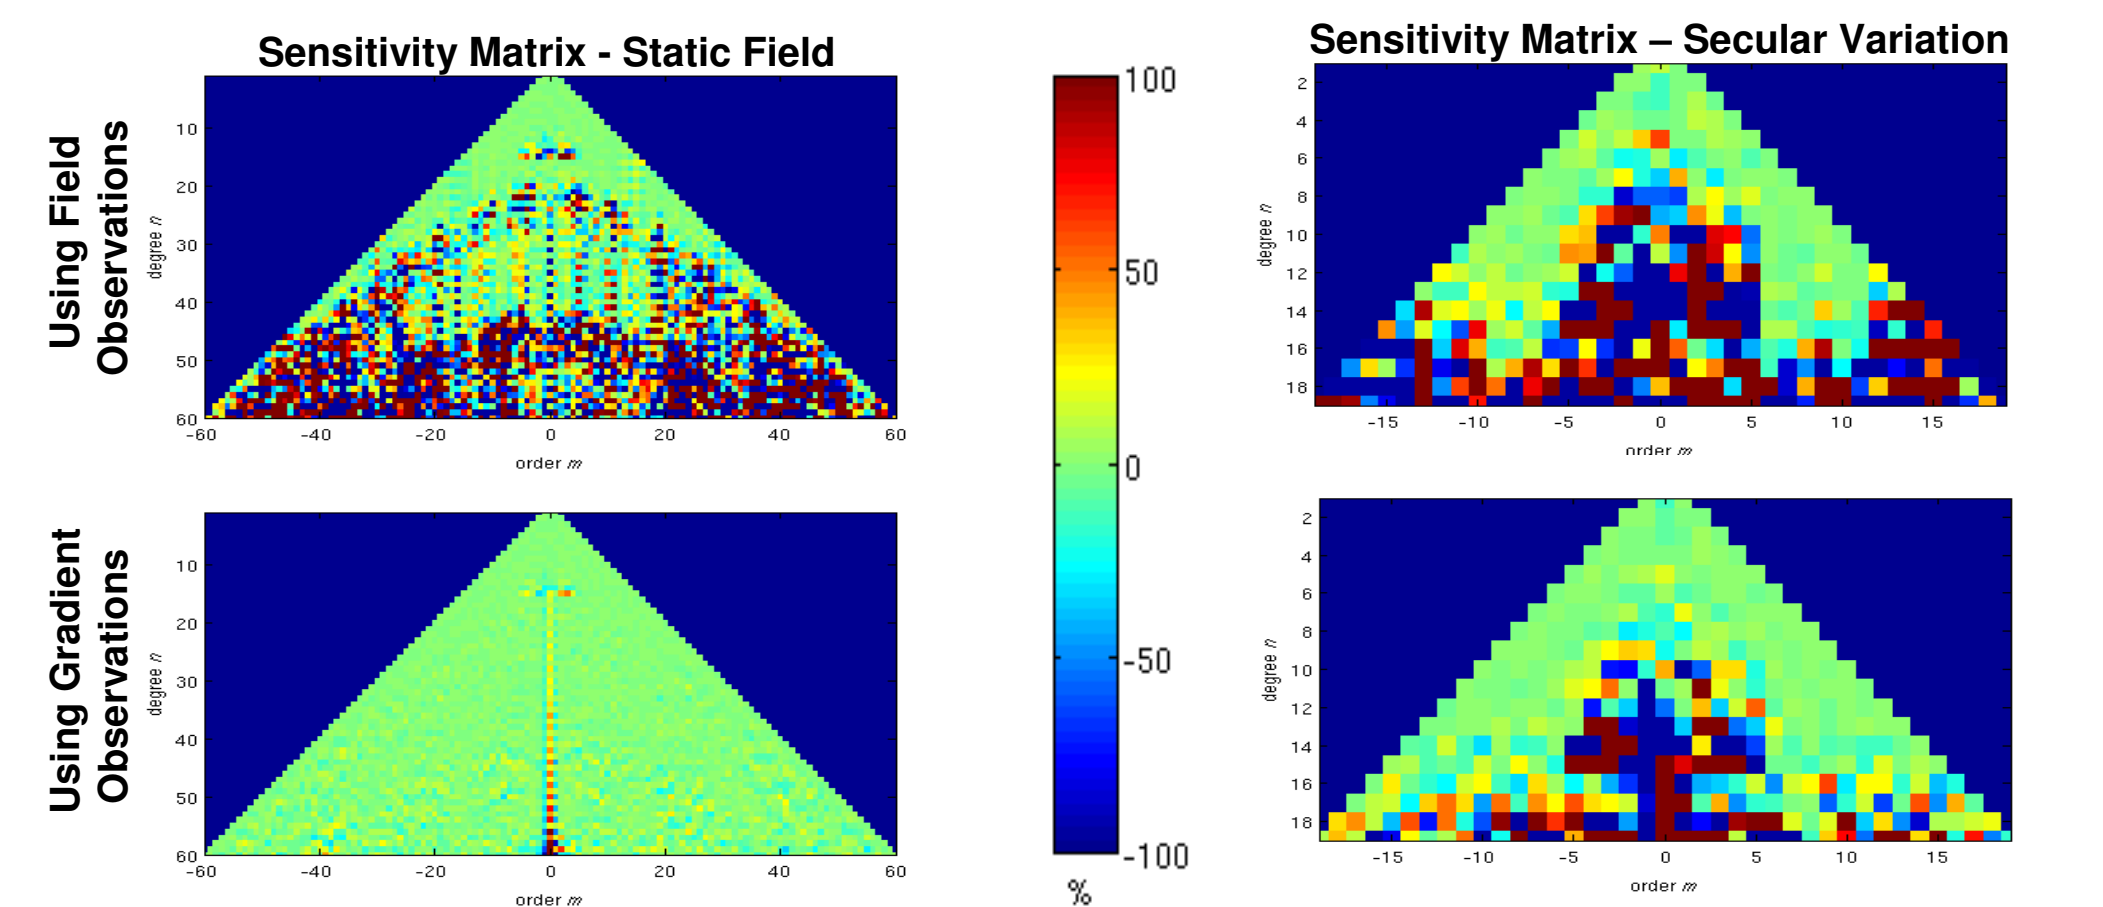 Sensitivity Matrix - Static Field
Sensitivity Matrix – Secular Variation
Using Field
Observations
degree n
10
20
30
40
50
60
-60 -40 -20 0 20 40 60
order m
100
50
0
-50
-100
%
degree n
2
4
6
8
10
12
14
16
18
-15 -10 -5 0 5 10 15
order m
Using Gradient
Observations
degree n
10
20
30
40
50
60
-60 -40 -20 0 20 40 60
order m
degree n
2
4
6
8
10
12
14
16
18
-15 -10 -5 0 5 10 15
order m